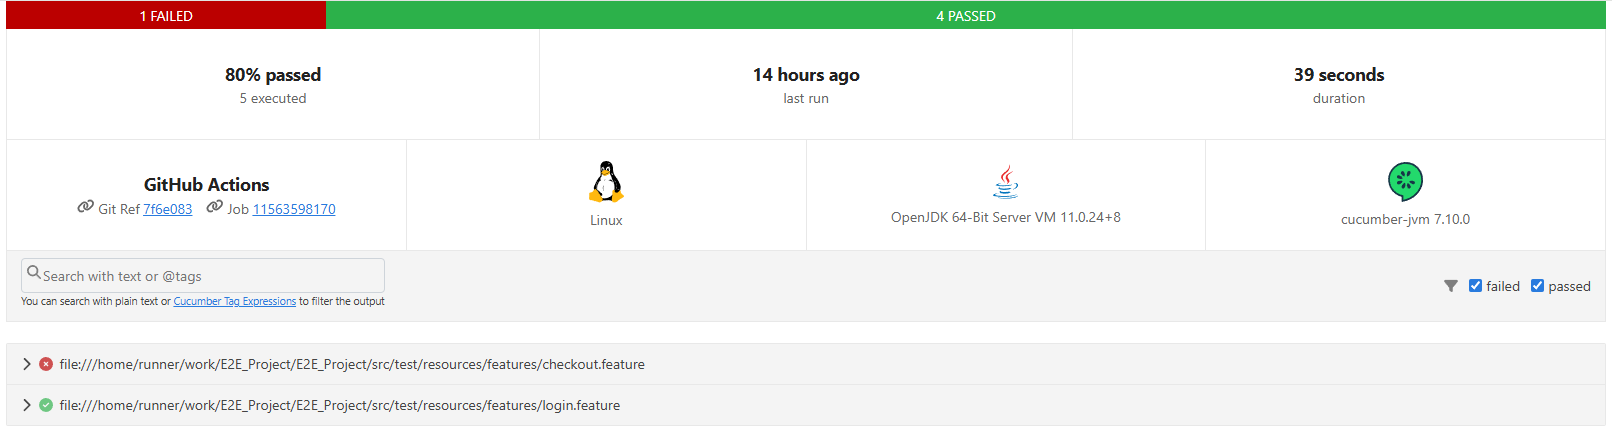 1 FAILED
4 PASSED
80% passed
5 executed
14 hours ago
last run
39 seconds
duration
GitHub Actions
Git Ref 7f6e083 Job 11563598170
Linux
OpenJDK 64-Bit Server VM 11.0.24+8
cucumber-jvm 7.10.0
Search with text or @tags
You can search with plain text or Cucumber Tag Expressions to filter the output
failed passed
file:///home/runner/work/E2E_Project/E2E_Project/src/test/resources/features/checkout.feature
file:///home/runner/work/E2E_Project/E2E_Project/src/test/resources/features/login.feature